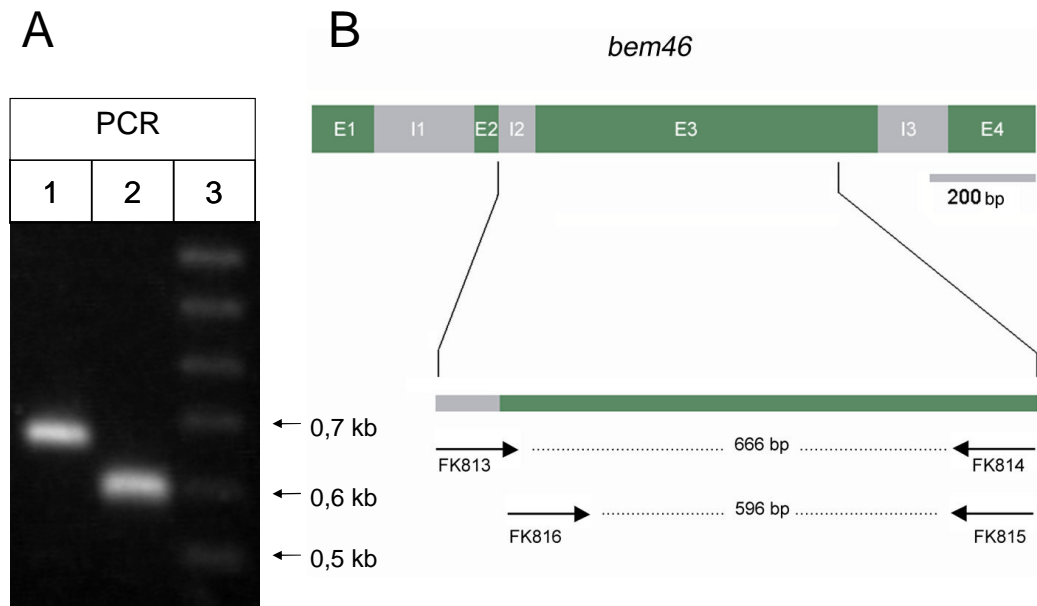 A
B
bem46
PCR
1 2 3
E1 I1 E2 I2 E3 I3 E4
200 bp
0,7 kb
0,6 kb
0,5 kb
666 bp
FK813 FK814
596 bp
FK816 FK815